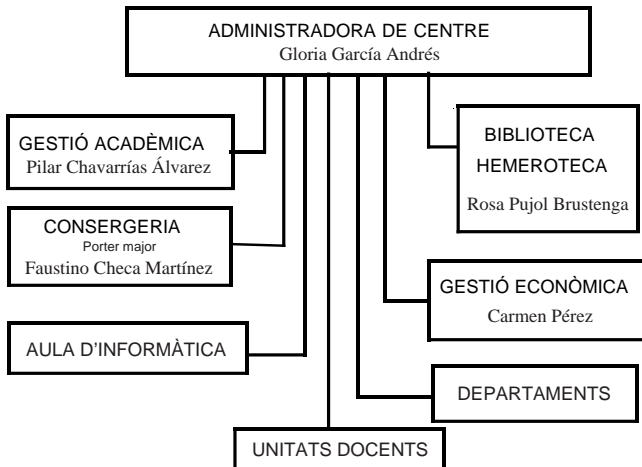 ADMINISTRADORA DE CENTRE
Gloria García Andrés
GESTIÓ ACADÈMICA
Pilar Chavarrías Álvarez
BIBLIOTECA
HEMEROTECA
Rosa Pujol Brustenga
CONSERGERIA
Porter major
Faustino Checa Martínez
GESTIÓ ECONÒMICA
Carmen Pérez
AULA D'INFORMÀTICA
DEPARTAMENTS
UNITATS DOCENTS